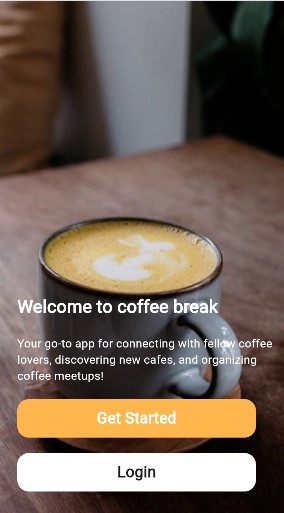 Welcome to coffee break
Your go-to app for connecting with fellow coffee
lovers, discovering new cafes, and organizing
coffee meetups!
Get Started
Login